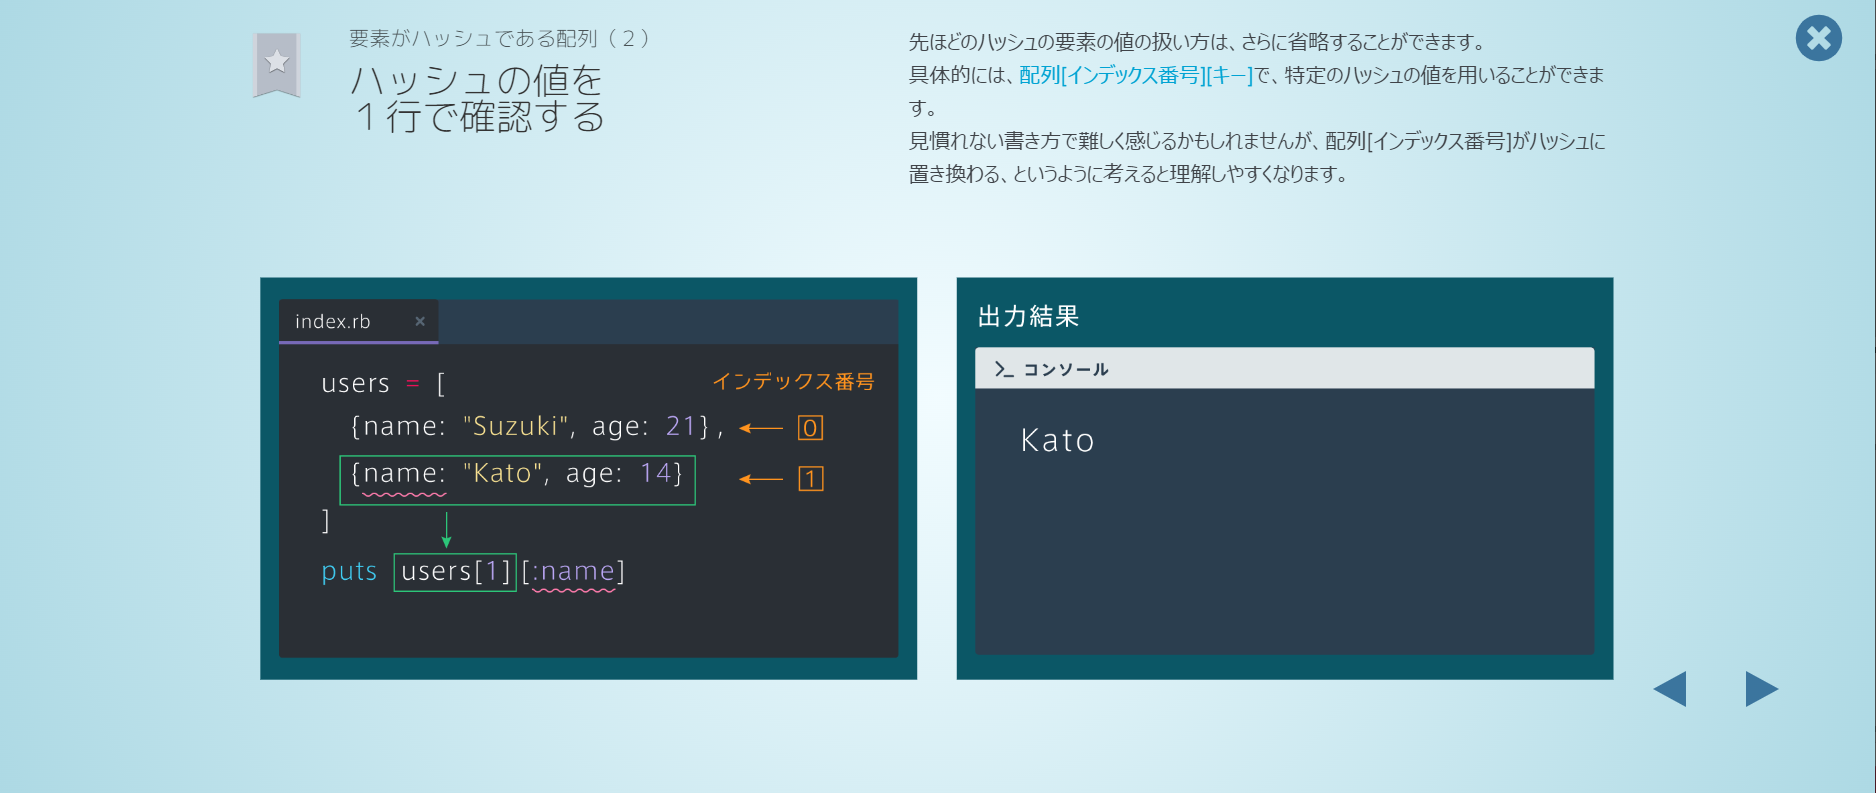 要素がハッシュである配列（２）
ハッシュの値を
１行で確認する
先ほどのハッシュの要素の値の扱い方は、さらに省略することができます。
具体的には、配列[インデックス番号][キー]で、特定のハッシュの値を用いることができま
す。
見慣れない書き方で難しく感じるかもしれませんが、配列[インデックス番号]がハッシュに
置き換わる、というように考えると理解しやすくなります。
index.rb ×
users = [
インデックス番号
{name: "Suzuki", age: 21}, 0
{name: "Kato", age: 14} 1
]
puts users[1][:name]
出力結果
>_ コンソール
Kato